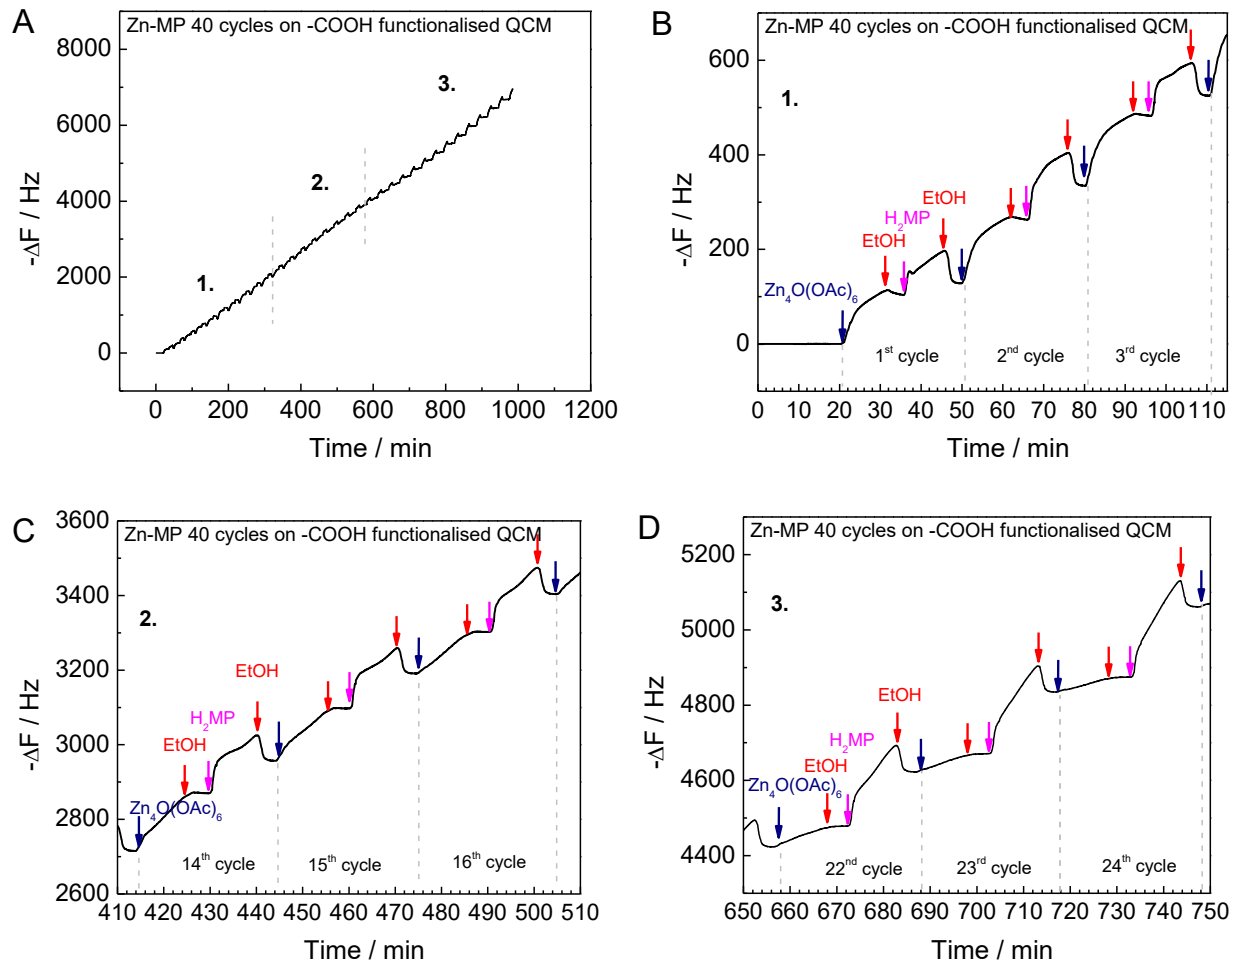 A
Zn-MP 40 cycles on -COOH functionalised QCM
8000
6000
4000
2000
0
-ΔF / Hz
1.
2.
3.
0 200 400 600 800 1000 1200
Time / min
B
Zn-MP 40 cycles on -COOH functionalised QCM
1.
600
400
200
0
-ΔF / Hz
EtOH
H2MP
EtOH
Zn4O(OAc)6
1st cycle
2nd cycle
3rd cycle
0 10 20 30 40 50 60 70 80 90 100 110
Time / min
C
Zn-MP 40 cycles on -COOH functionalised QCM
2.
3600
3400
3200
3000
2800
2600
-ΔF / Hz
EtOH
H2MP
EtOH
Zn4O(OAc)6
14th cycle
15th cycle
16th cycle
410 420 430 440 450 460 470 480 490 500 510
Time / min
D
Zn-MP 40 cycles on -COOH functionalised QCM
3.
5200
5000
4800
4600
4400
-ΔF / Hz
EtOH
H2MP
EtOH
Zn4O(OAc)6
22nd cycle
23rd cycle
24th cycle
650 660 670 680 690 700 710 720 730 740 750
Time / min